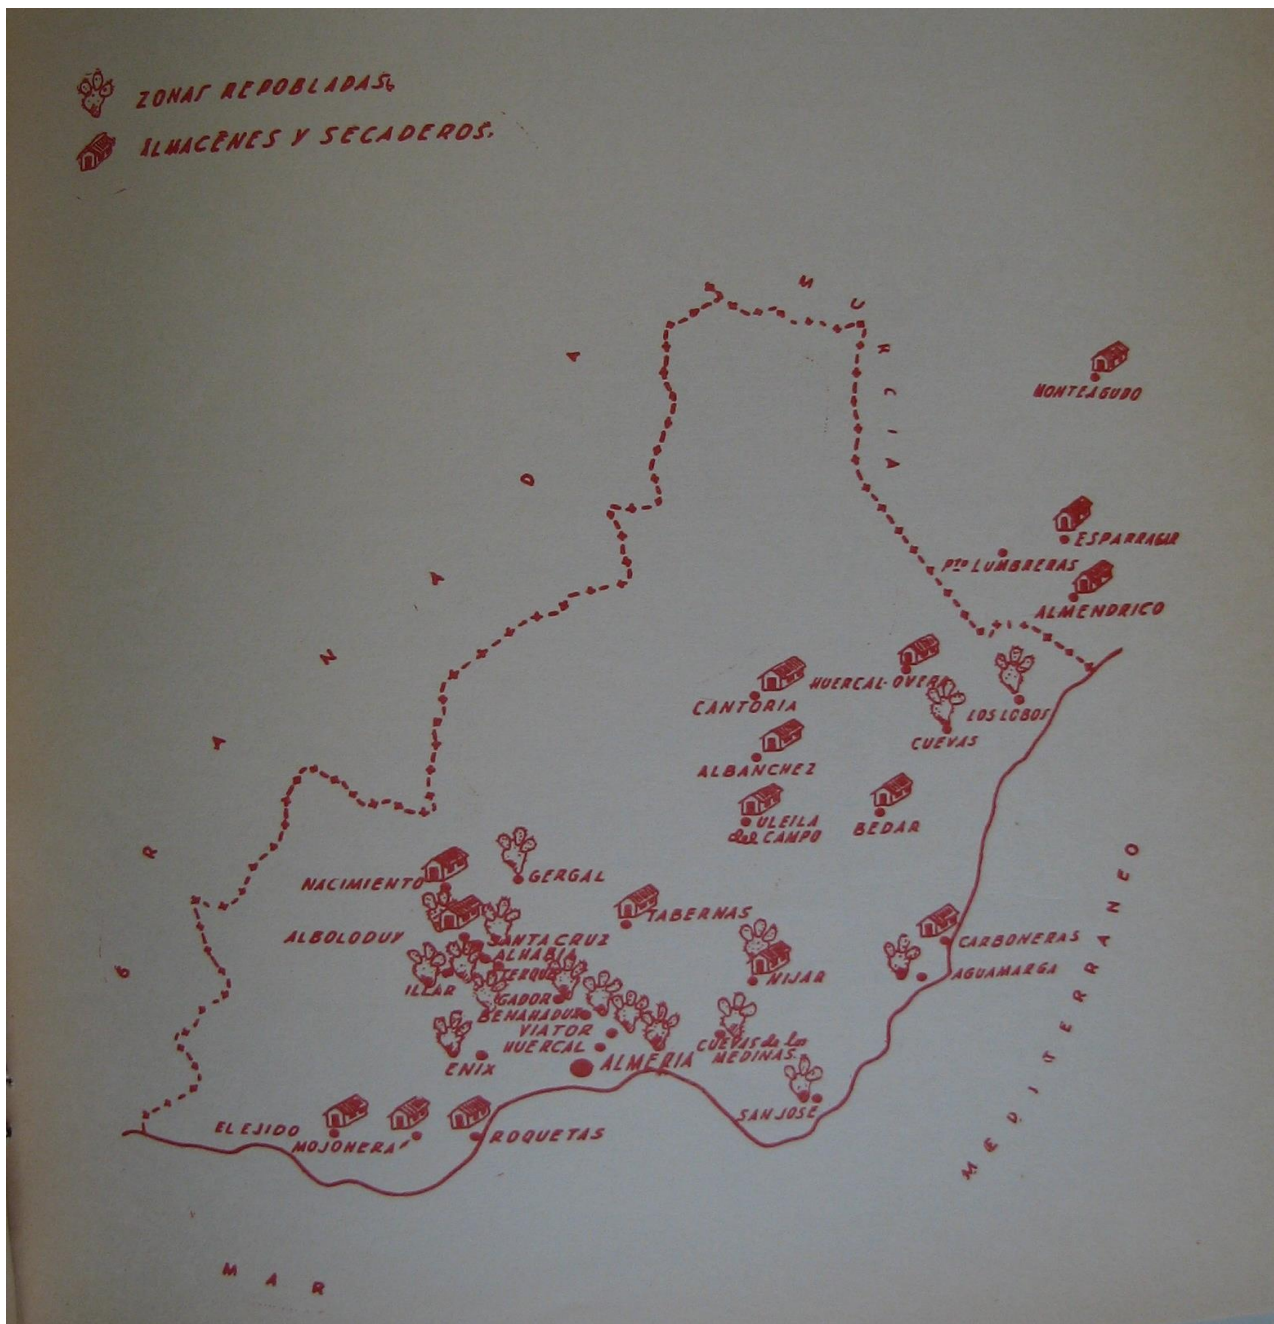 ZONAS REPOBLADAS.
ALMACENES Y SECADEROS.
MURCIA
GRANADA
MONTEAGUDO
ESPARRAGAR
Pto LUMBRERAS
ALMENDRICO
HUERCAL-OVERA
CANTORIA
LOS LOBOS
CUEVAS
ALBANCHEZ
ULEILA
del CAMPO
BEDAR
NACIMIENTO
GERGAL
TABERNAS
ALBOLODUY
SANTA CRUZ
ALHABIA
CARBONERAS
TERQUE
AGUAMARGA
NIJAR
ILLAR
GADOR
BENAHADUX
VIATOR
HUERCAL
CUEVAS de los
MEDINAS.
ENIX
ALMERIA
SAN JOSE
EL EJIDO
MOJONERA
ROQUETAS
MAR
MEDITERRANEO